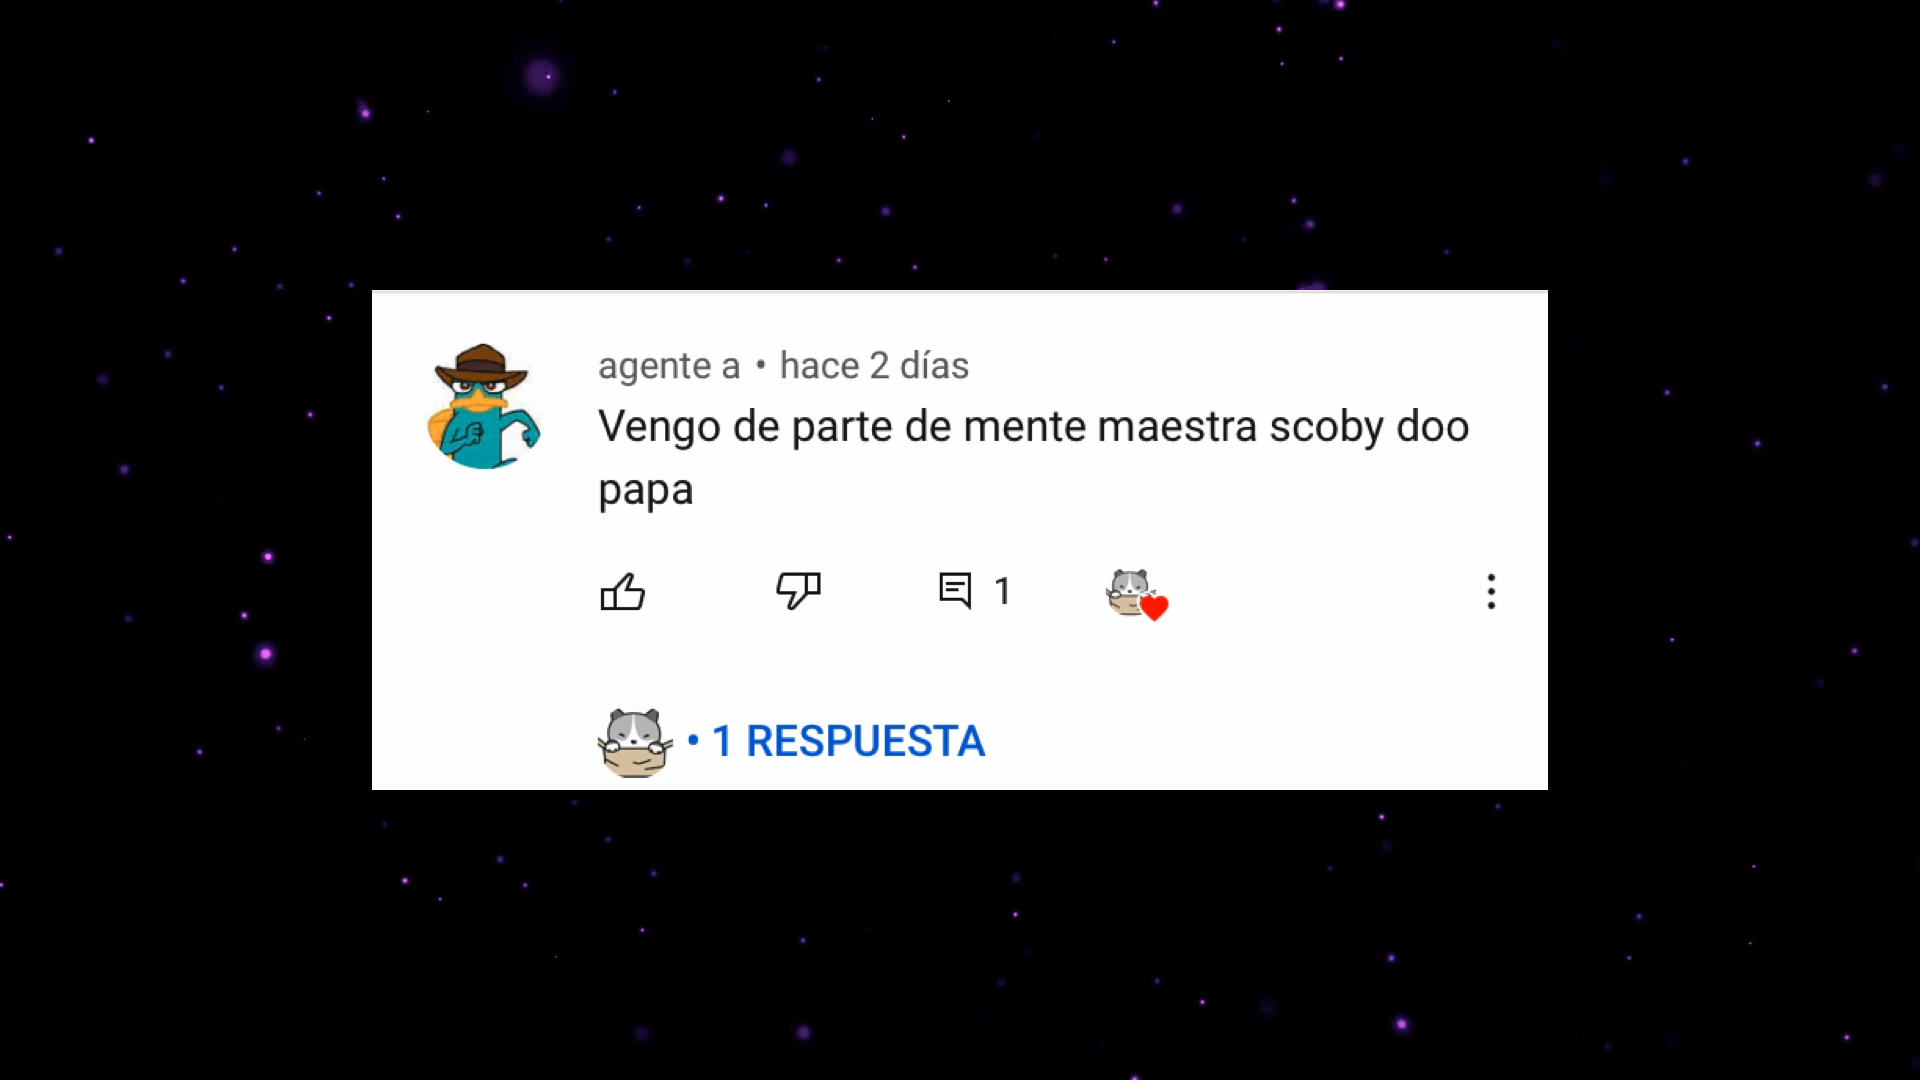 agente a • hace 2 días
Vengo de parte de mente maestra scoby doo
papa
1
• 1 RESPUESTA